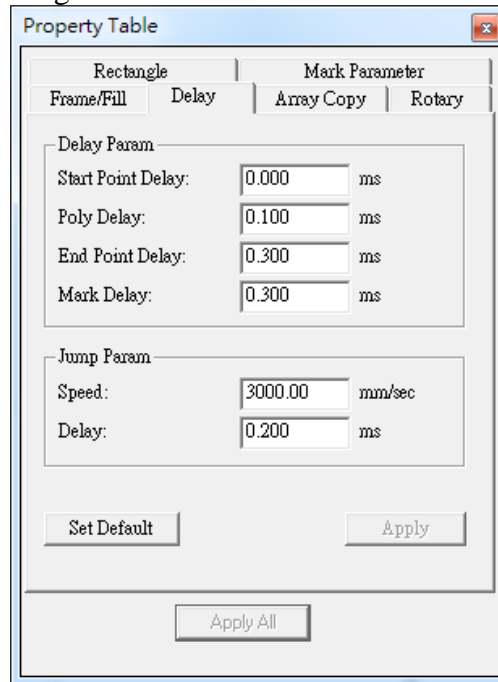 Property Table
Rectangle Mark Parameter
Frame/Fill Delay Array Copy Rotary
Delay Param
Start Point Delay: 0.000 ms
Poly Delay: 0.100 ms
End Point Delay: 0.300 ms
Mark Delay: 0.300 ms
Jump Param
Speed: 3000.00 mm/sec
Delay: 0.200 ms
Set Default Apply
Apply All